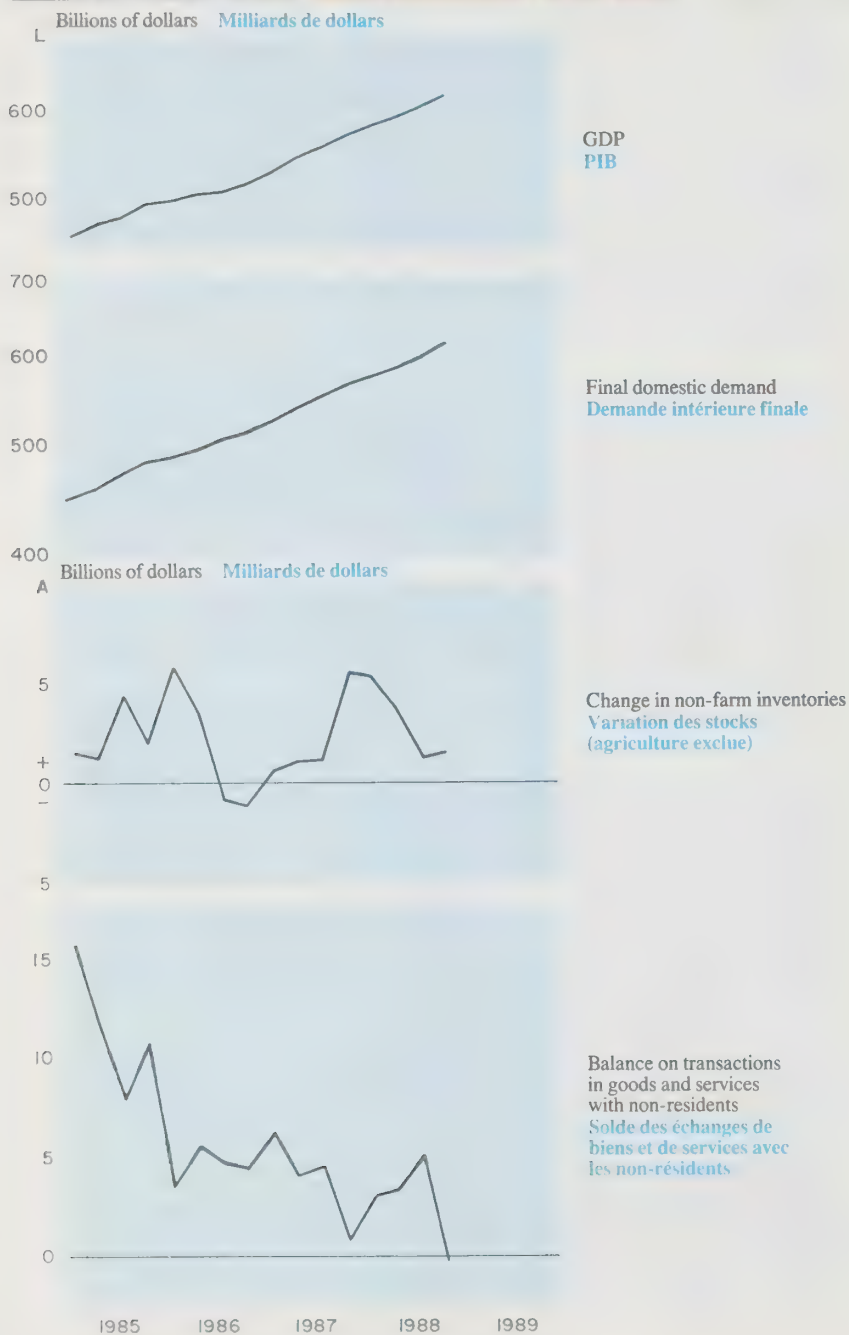 Billions of dollars Milliards de dollars
L
600
500
GDP
PIB
700
600
500
400
Final domestic demand
Demande intérieure finale
Billions of dollars Milliards de dollars
A
5
+
0
−
5
Change in non-farm inventories
Variation des stocks
(agriculture exclue)
15
10
5
0
Balance on transactions
in goods and services
with non-residents
Solde des échanges de
biens et de services avec
les non-résidents
1985 1986 1987 1988 1989